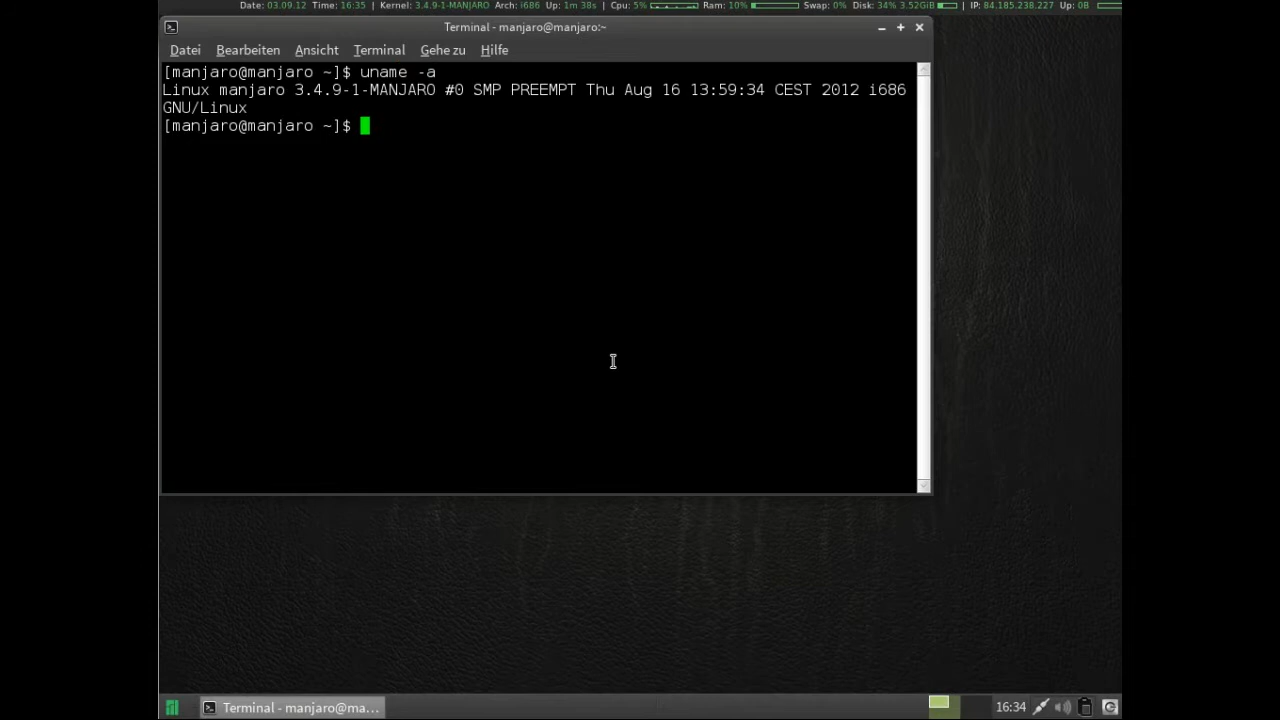 Date: 03.09.12 Time: 16:35 | Kernel: 3.4.9-1-MANJARO Arch: i686 Up: 1m 38s | Cpu: 5% Ram: 10% Swap: 0% Disk: 34% 3.52GiB | IP: 84.185.238.227 Up: 0B
Terminal - manjaro@manjaro:~
Datei Bearbeiten Ansicht Terminal Gehe zu Hilfe
[manjaro@manjaro ~]$ uname -a
Linux manjaro 3.4.9-1-MANJARO #0 SMP PREEMPT Thu Aug 16 13:59:34 CEST 2012 i686
GNU/Linux
[manjaro@manjaro ~]$
Terminal - manjaro@ma... 16:34